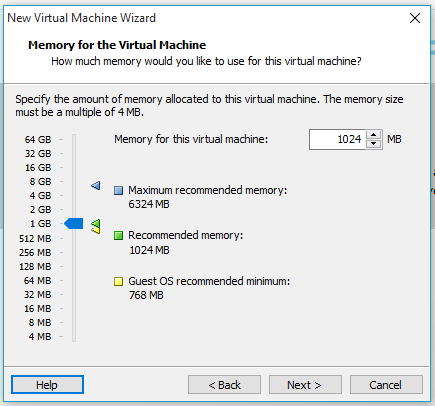 New Virtual Machine Wizard
Memory for the Virtual Machine
How much memory would you like to use for this virtual machine?
Specify the amount of memory allocated to this virtual machine. The memory size
must be a multiple of 4 MB.
64 GB
32 GB
16 GB
8 GB
4 GB
2 GB
1 GB
512 MB
256 MB
128 MB
64 MB
32 MB
16 MB
8 MB
4 MB
Memory for this virtual machine: 1024 MB
Maximum recommended memory:
6324 MB
Recommended memory:
1024 MB
Guest OS recommended minimum:
768 MB
Help
< Back
Next >
Cancel